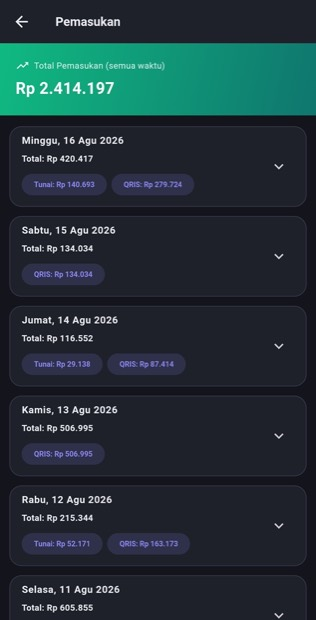 Pemasukan
Total Pemasukan (semua waktu)
Rp 2.414.197
Minggu, 16 Agu 2026
Total: Rp 420.417
Tunai: Rp 140.693 QRIS: Rp 279.724
Sabtu, 15 Agu 2026
Total: Rp 134.034
QRIS: Rp 134.034
Jumat, 14 Agu 2026
Total: Rp 116.552
Tunai: Rp 29.138 QRIS: Rp 87.414
Kamis, 13 Agu 2026
Total: Rp 506.995
QRIS: Rp 506.995
Rabu, 12 Agu 2026
Total: Rp 215.344
Tunai: Rp 52.171 QRIS: Rp 163.173
Selasa, 11 Agu 2026
Total: Rp 605.855